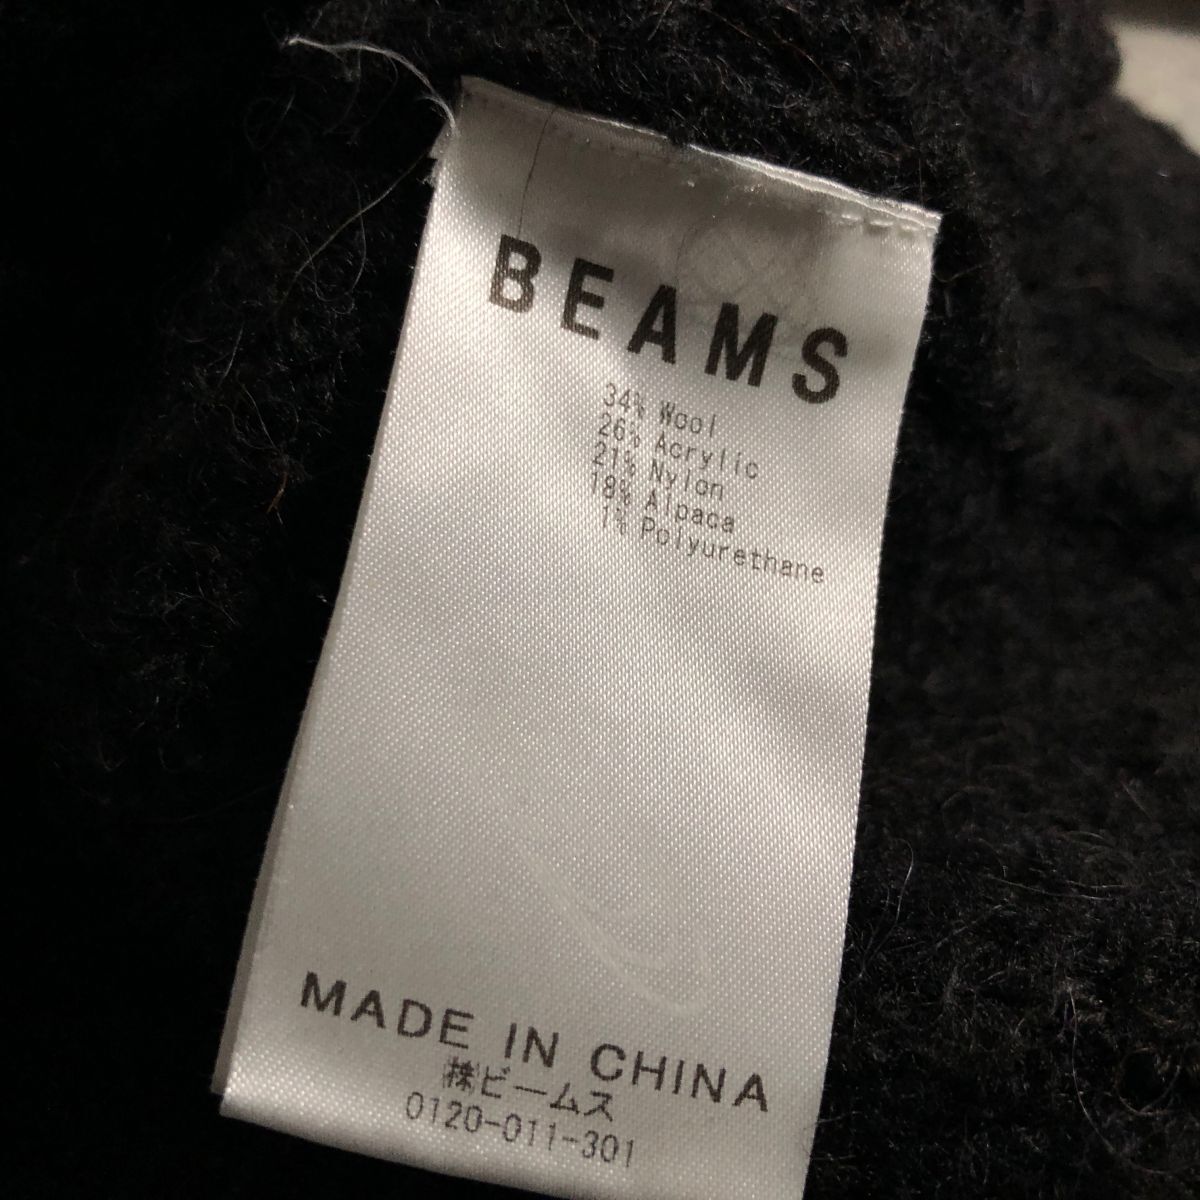 BEAMS
34% Wool
26% Acrylic
21% Nylon
18% Alpaca
1% Polyurethane
MADE IN CHINA
㈱ビームス
0120-011-301